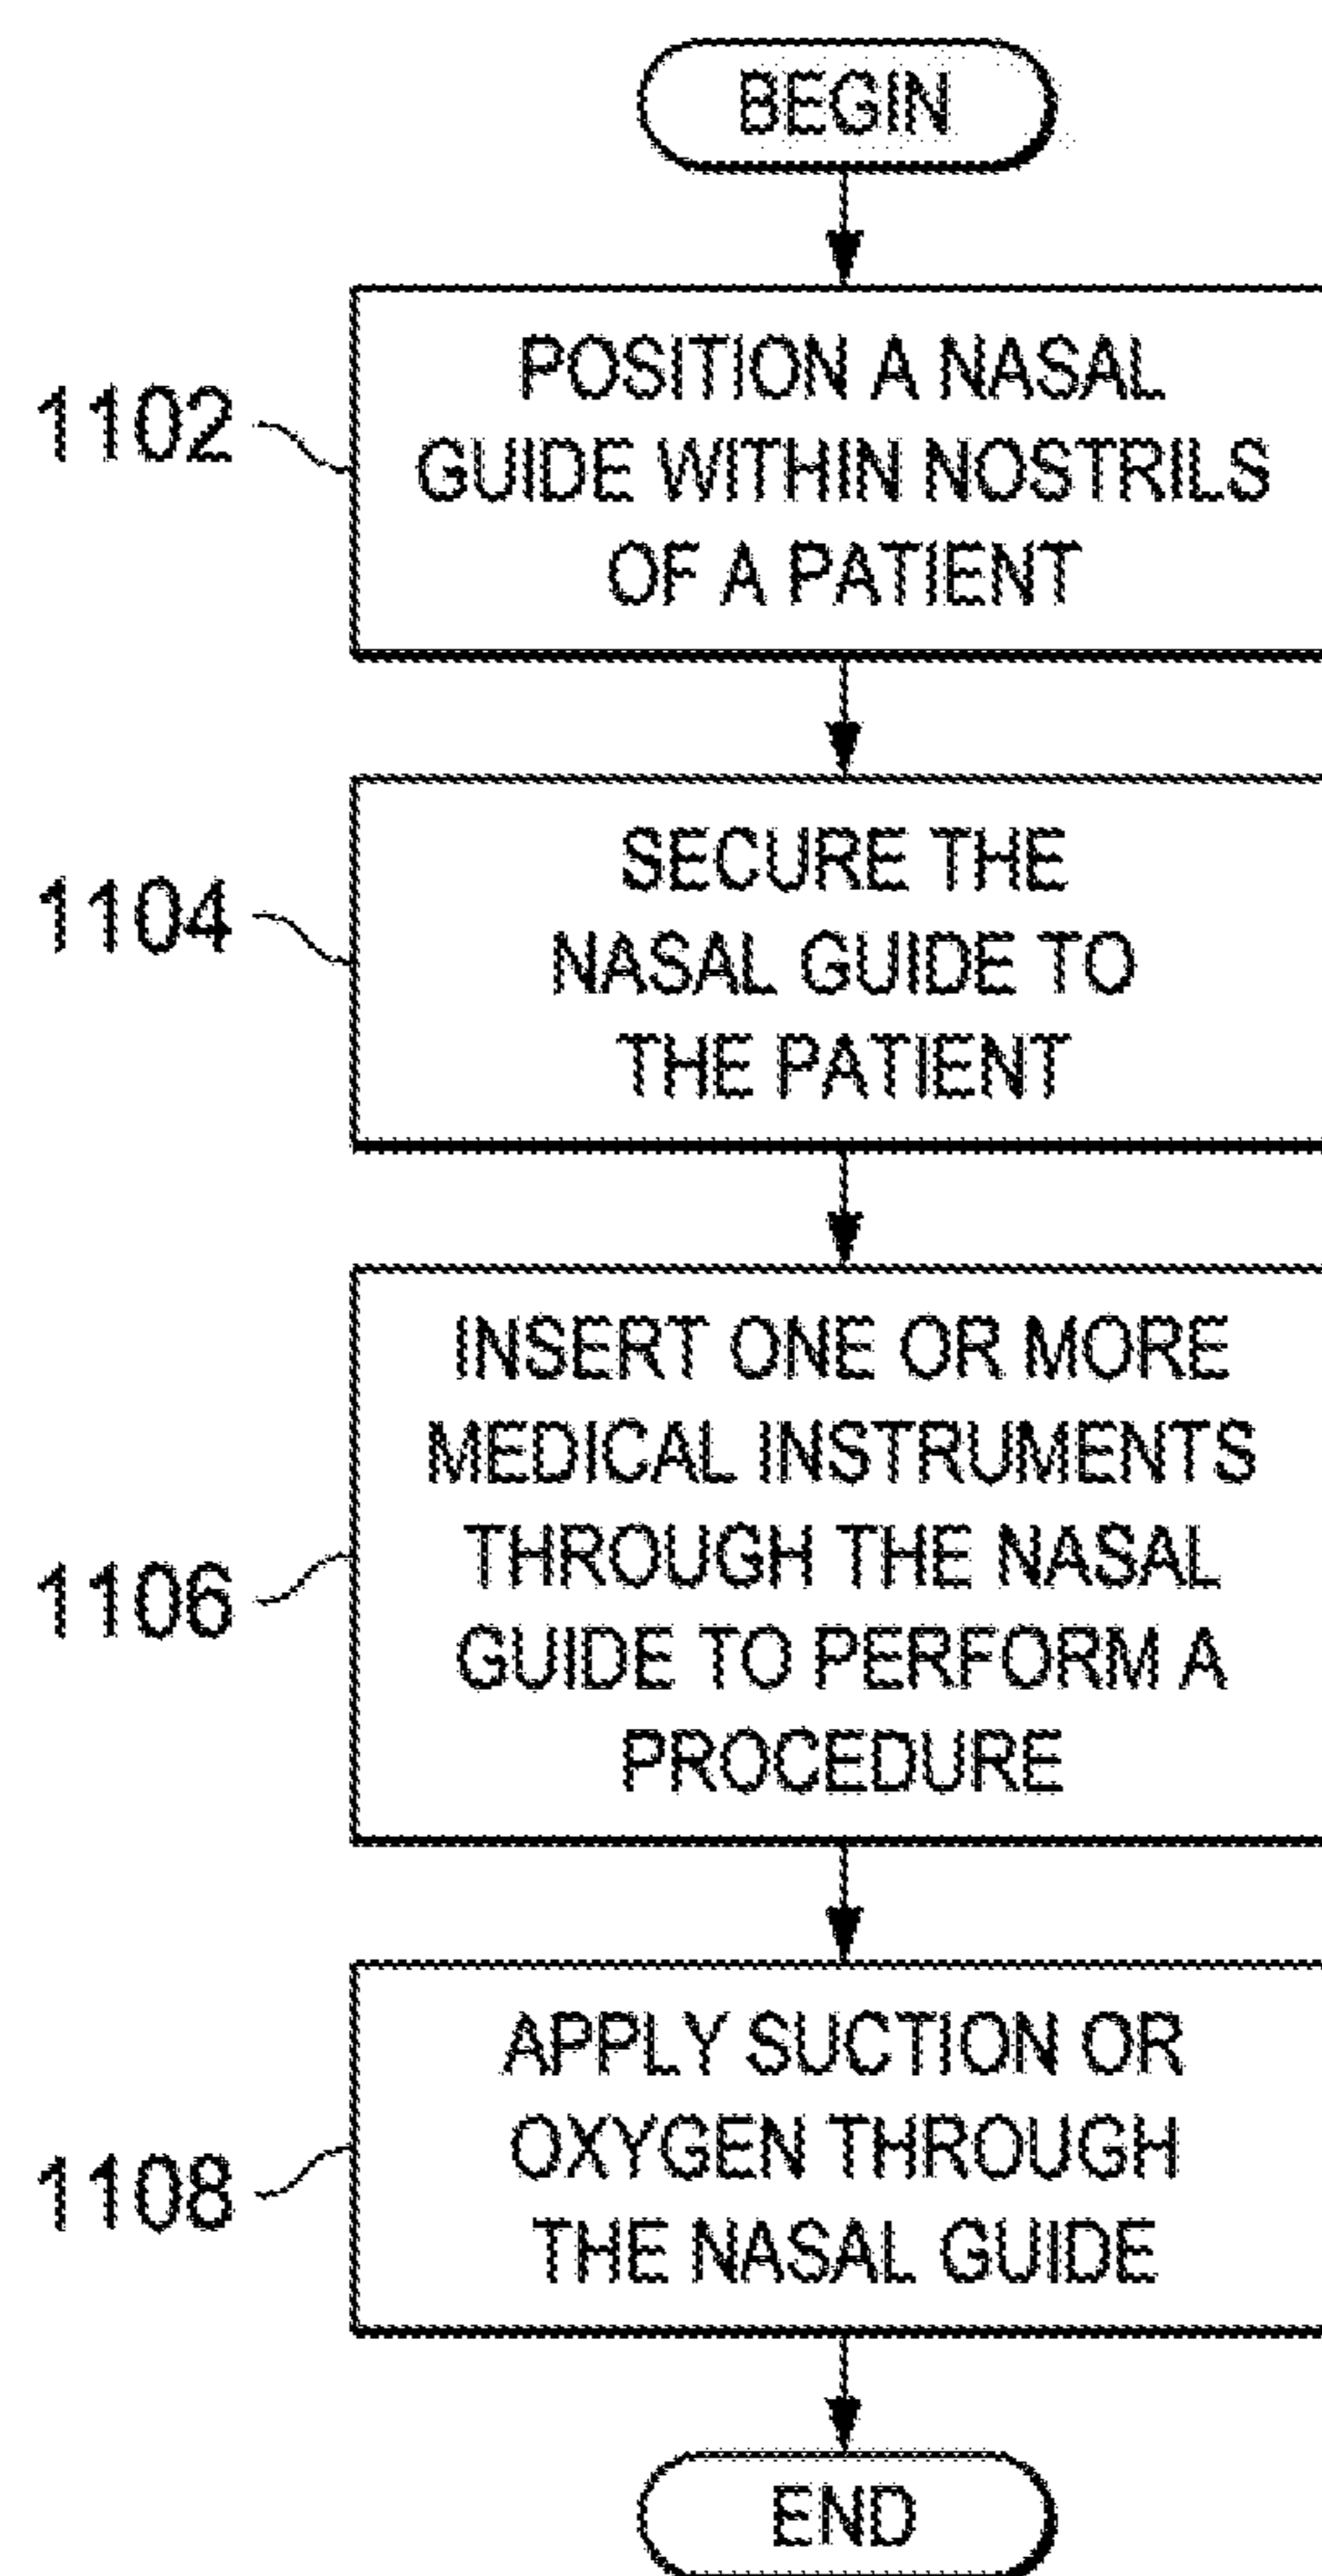 BEGIN
1102
POSITION A NASAL
GUIDE WITHIN NOSTRILS
OF A PATIENT
1104
SECURE THE
NASAL GUIDE TO
THE PATIENT
1106
INSERT ONE OR MORE
MEDICAL INSTRUMENTS
THROUGH THE NASAL
GUIDE TO PERFORM A
PROCEDURE
1108
APPLY SUCTION OR
OXYGEN THROUGH
THE NASAL GUIDE
END